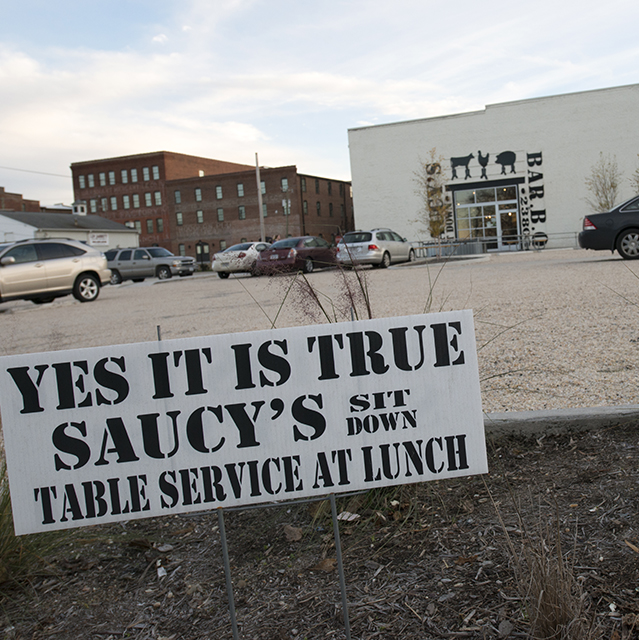 YES IT IS TRUE
SAUCY'S SIT DOWN
TABLE SERVICE AT LUNCH
BAR.BQ